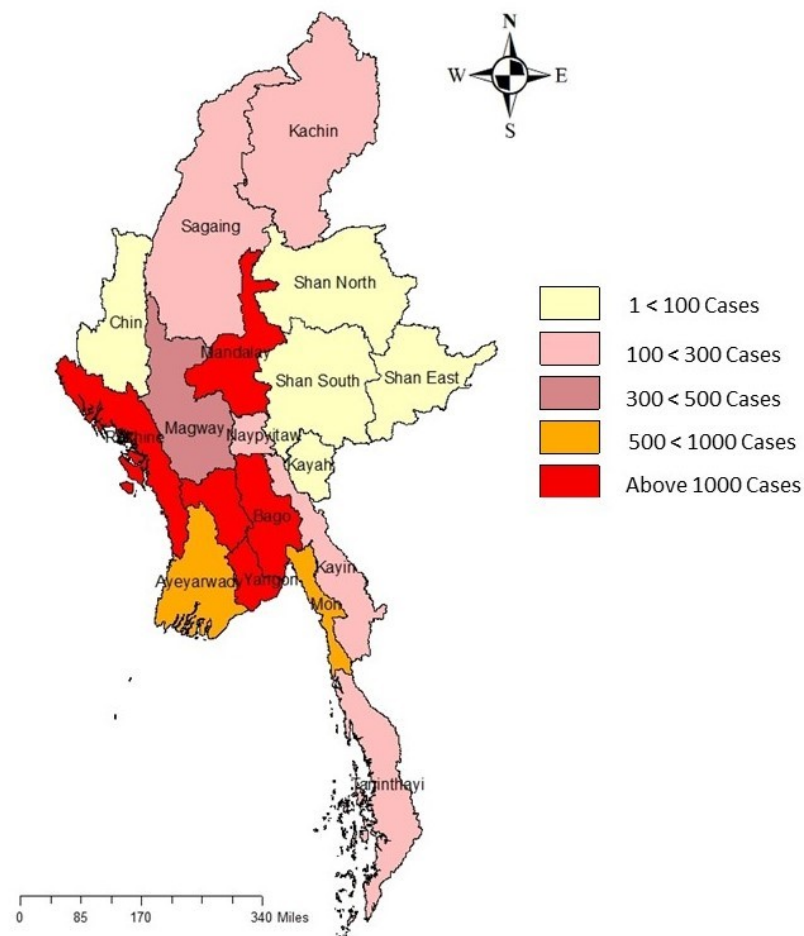 N
W E
S
Kachin
Sagaing
Shan North
Chin
Mandalay
Shan South
Shan East
Rakhine
Magway
Naypyitaw
Kayah
Bago
Kayin
Ayeyarwady
Yangon
Mon
Taninthayi
1 < 100 Cases
100 < 300 Cases
300 < 500 Cases
500 < 1000 Cases
Above 1000 Cases
0 85 170 340 Miles